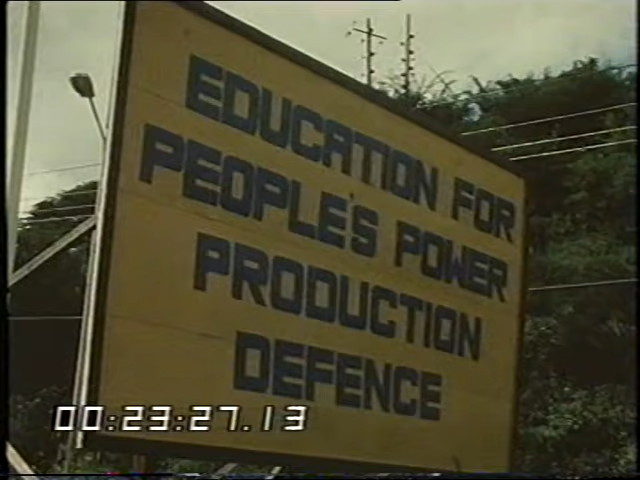 EDUCATION FOR
PEOPLE'S POWER
PRODUCTION
DEFENCE
00:23:27.13